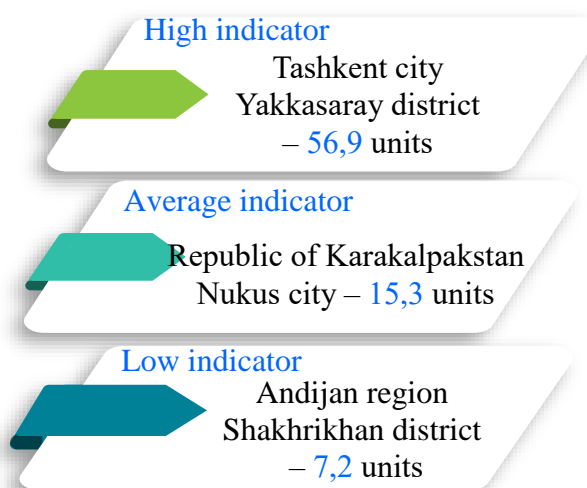 High indicator
Tashkent city
Yakkasaray district
– 56,9 units
Average indicator
Republic of Karakalpakstan
Nukus city – 15,3 units
Low indicator
Andijan region
Shakhrikhan district
– 7,2 units